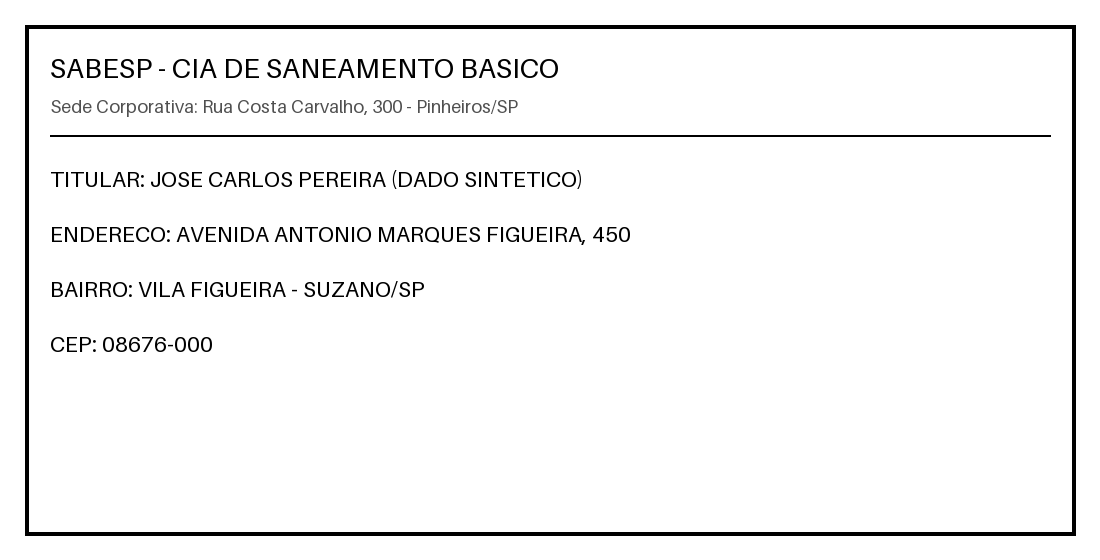 SABESP - CIA DE SANEAMENTO BASICO
Sede Corporativa: Rua Costa Carvalho, 300 - Pinheiros/SP
TITULAR: JOSE CARLOS PEREIRA (DADO SINTETICO)
ENDERECO: AVENIDA ANTONIO MARQUES FIGUEIRA, 450
BAIRRO: VILA FIGUEIRA - SUZANO/SP
CEP: 08676-000